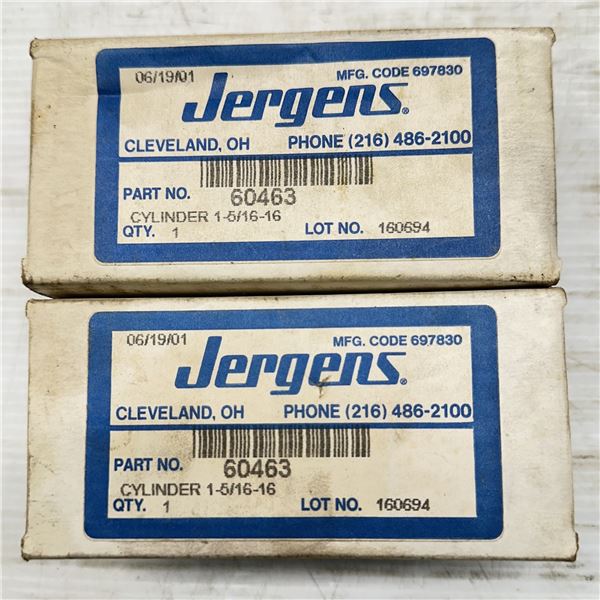 06/19/01 MFG. CODE 697830
Jergens®
CLEVELAND, OH PHONE (216) 486-2100
PART NO. 60463
CYLINDER 1-5/16-16
QTY. 1 LOT NO. 160694
06/19/01 MFG. CODE 697830
Jergens®
CLEVELAND, OH PHONE (216) 486-2100
PART NO. 60463
CYLINDER 1-5/16-16
QTY. 1 LOT NO. 160694